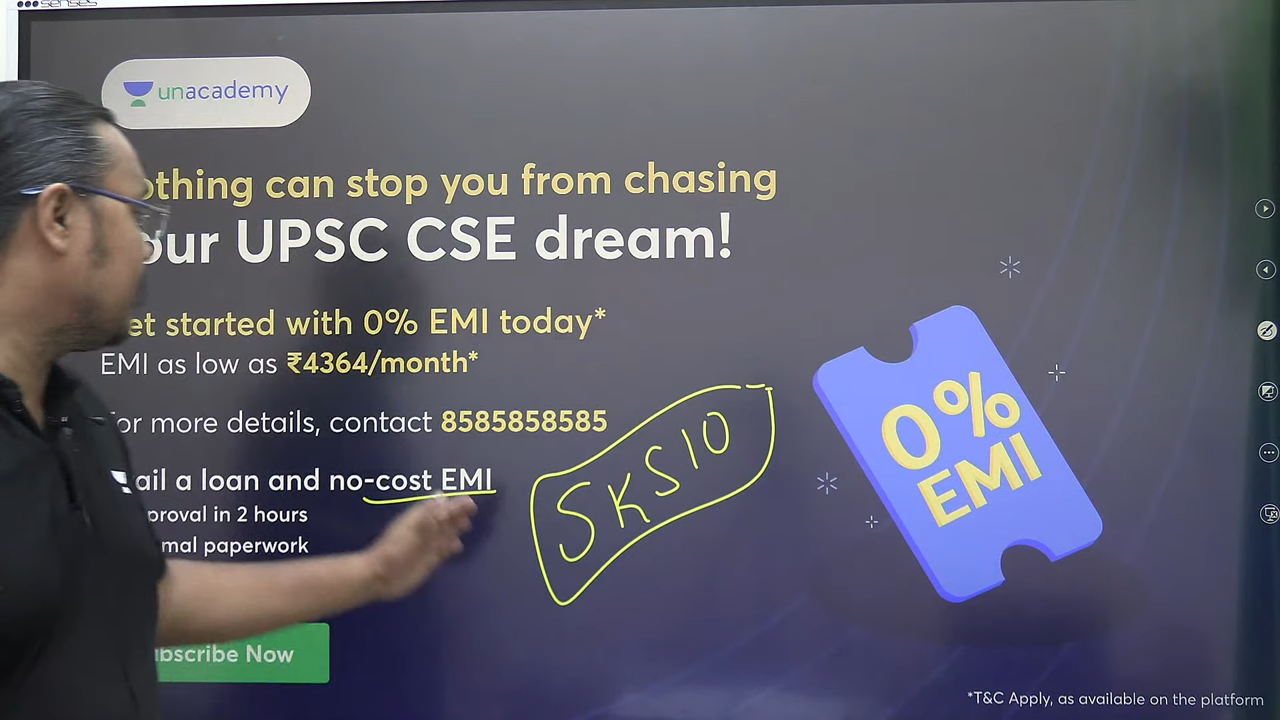 senses
unacademy
othing can stop you from chasing
our UPSC CSE dream!
et started with 0% EMI today*
EMI as low as ₹4364/month*
or more details, contact 8585858585
ail a loan and no-cost EMI
proval in 2 hours
mal paperwork
SKS10
bscribe Now
0%
EMI
*T&C Apply, as available on the platform